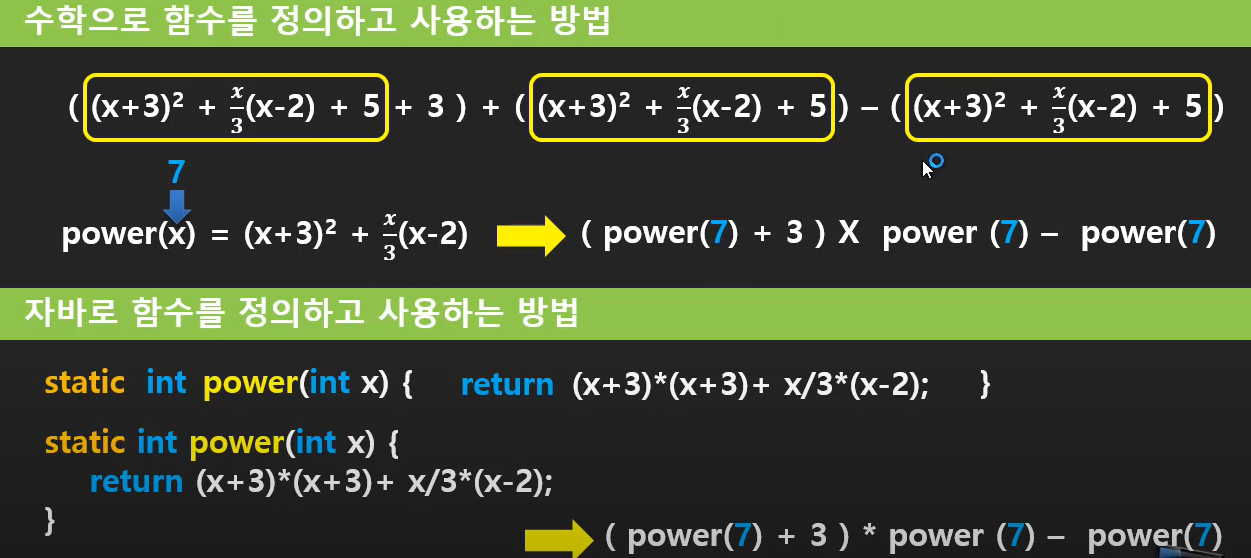 수학으로 함수를 정의하고 사용하는 방법
( (x+3)² + x/3(x-2) + 5 + 3 ) + ( (x+3)² + x/3(x-2) + 5 ) – ( (x+3)² + x/3(x-2) + 5 )
7
power(x) = (x+3)² + x/3(x-2) ( power(7) + 3 ) X power (7) – power(7)
자바로 함수를 정의하고 사용하는 방법
static int power(int x) { return (x+3)*(x+3)+ x/3*(x-2); }
static int power(int x) {
return (x+3)*(x+3)+ x/3*(x-2);
}
( power(7) + 3 ) * power (7) – power(7)